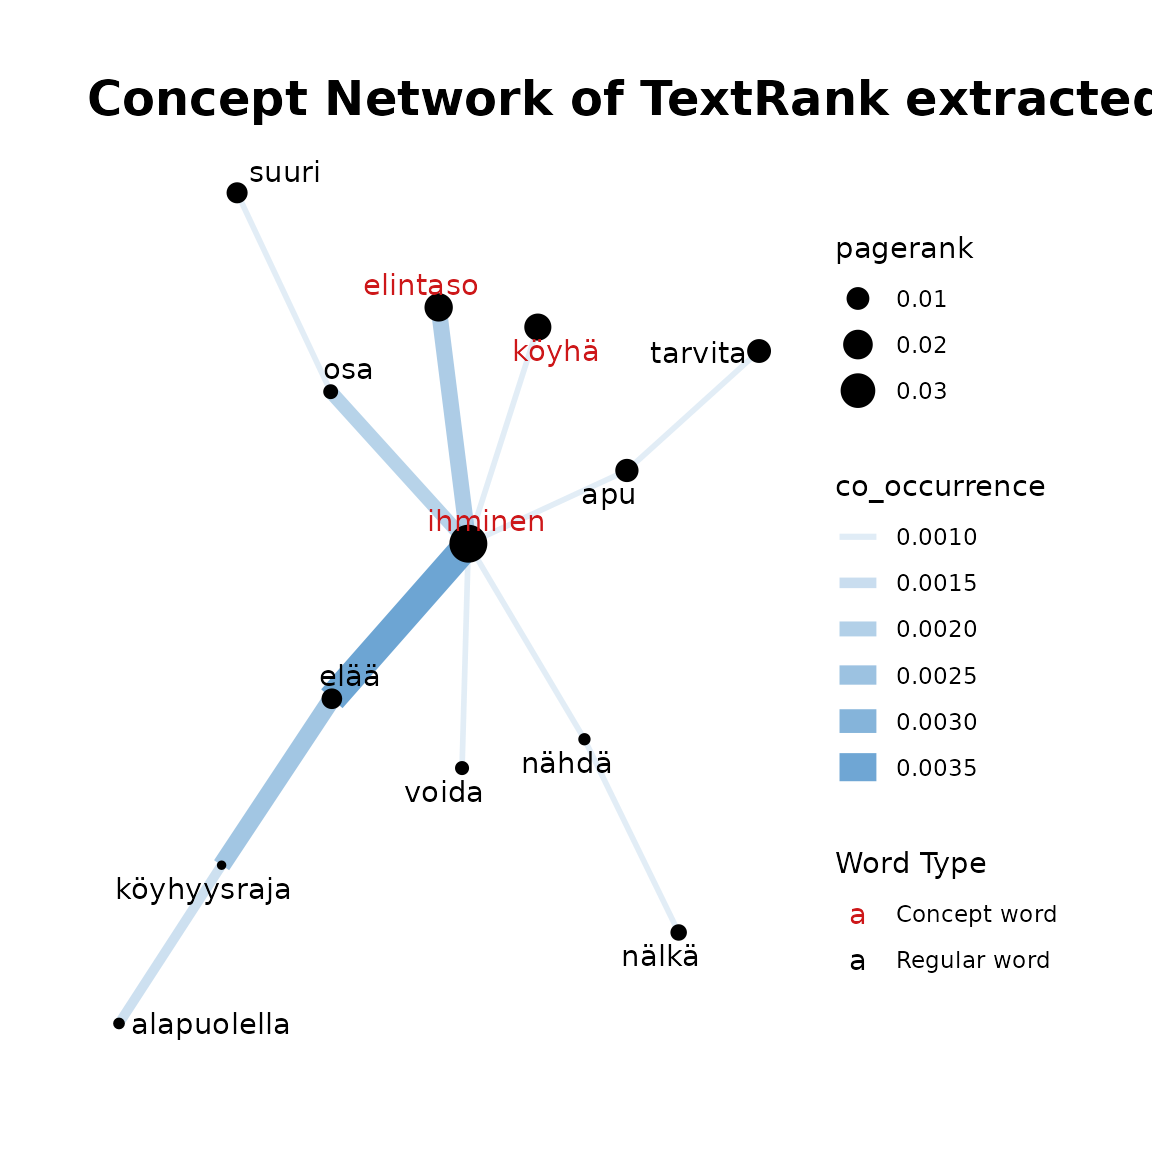 Concept Network of TextRank extracted
suuri
elintaso
köyhä
tarvita
osa
apu
ihminen
elää
nähdä
voida
köyhyysraja
nälkä
alapuolella
pagerank
0.01
0.02
0.03
co_occurrence
0.0010
0.0015
0.0020
0.0025
0.0030
0.0035
Word Type
a Concept word
a Regular word